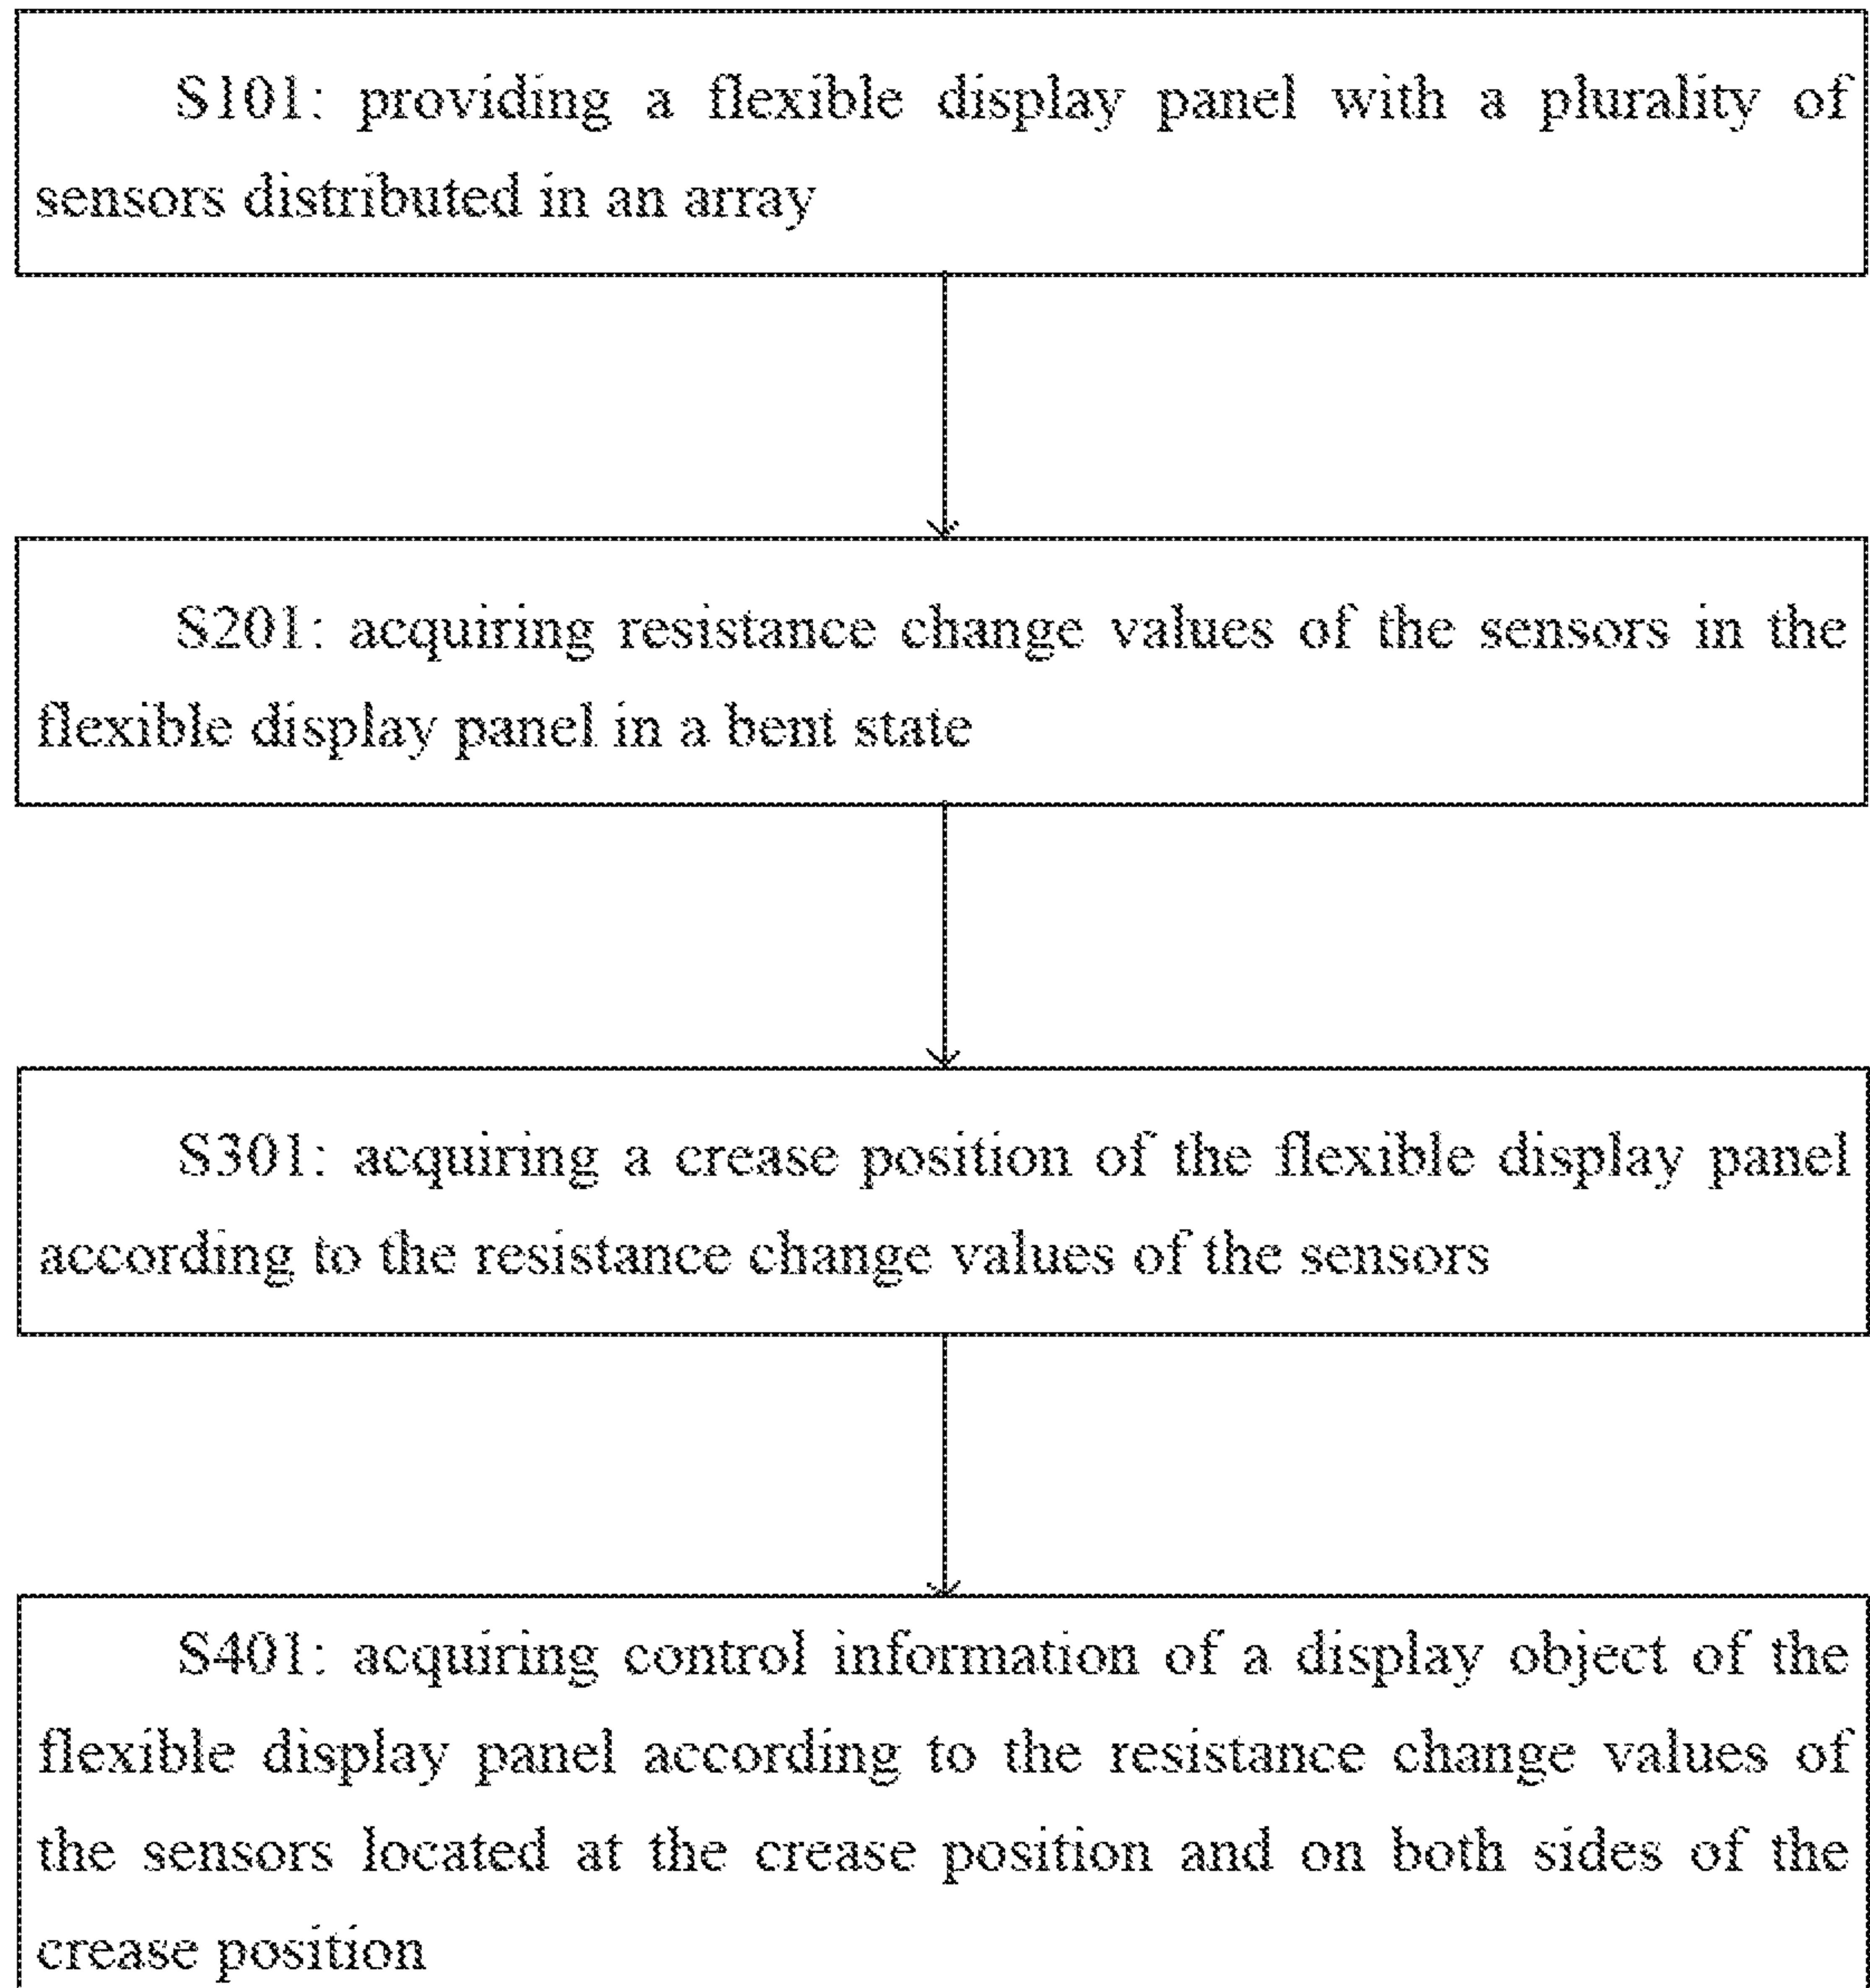 S101: providing a flexible display panel with a plurality of
sensors distributed in an array
S201: acquiring resistance change values of the sensors in the
flexible display panel in a bent state
S301: acquiring a crease position of the flexible display panel
according to the resistance change values of the sensors
S401: acquiring control information of a display object of the
flexible display panel according to the resistance change values of
the sensors located at the crease position and on both sides of the
crease position